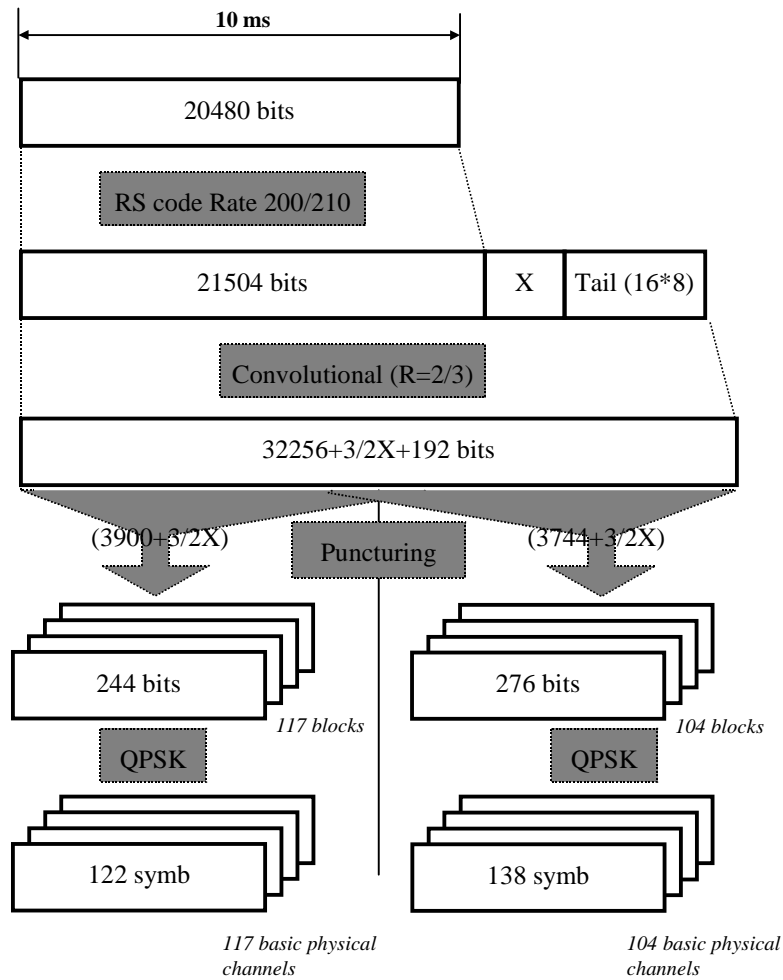 10 ms
20480 bits
RS code Rate 200/210
21504 bits
X
Tail (16*8)
Convolutional (R=2/3)
32256+3/2X+192 bits
(3900+3/2X)
Puncturing
(3744+3/2X)
244 bits
117 blocks
276 bits
104 blocks
QPSK
QPSK
122 symb
138 symb
117 basic physical
channels
104 basic physical
channels